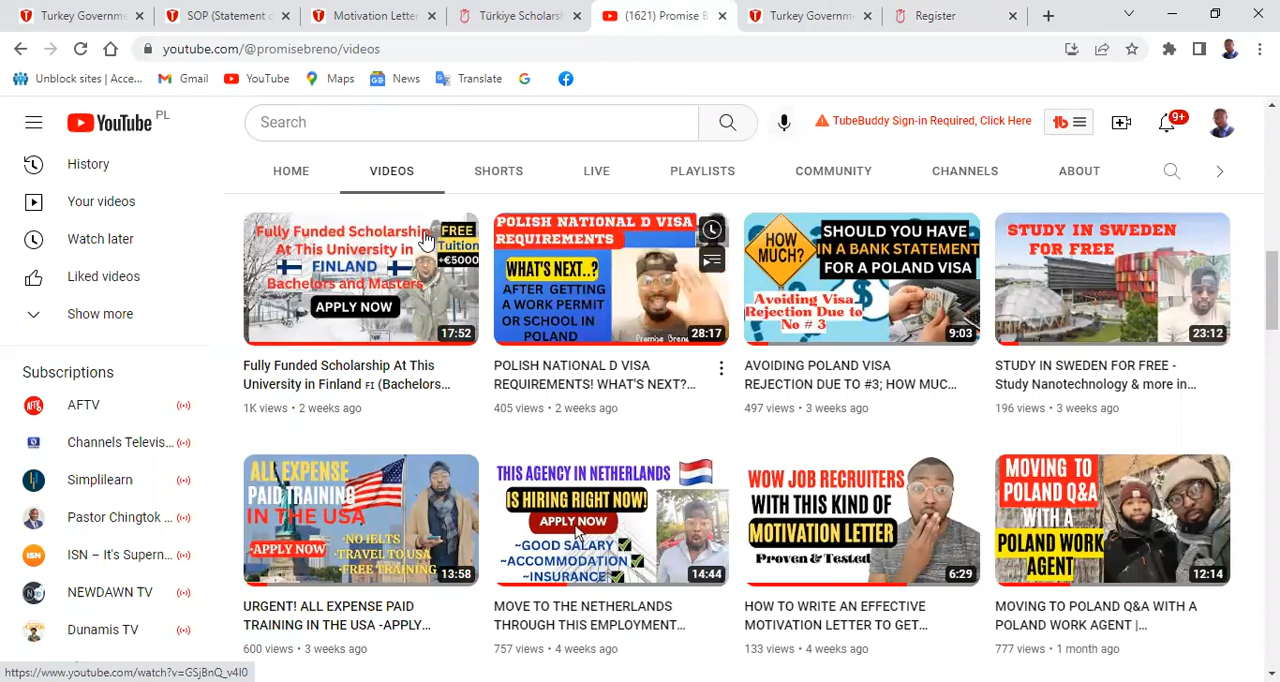 Turkey Governme
SOP (Statement o
Motivation Letter
Türkiye Scholars
(1621) Promise B
Turkey Governme
Register
youtube.com/@promisebreno/videos
Unblock sites | Acce...
Gmail
YouTube
Maps
News
Translate
YouTube PL
Search
TubeBuddy Sign-in Required, Click Here
9+
HOME
VIDEOS
SHORTS
LIVE
PLAYLISTS
COMMUNITY
CHANNELS
ABOUT
History
Your videos
Watch later
Liked videos
Show more
Subscriptions
AFTV
Channels Televis...
Simplilearn
Pastor Chingtok ...
ISN – It's Supern...
NEWDAWN TV
Dunamis TV
Fully Funded Scholarship
At This University in
FINLAND
Bachelors and Masters
APPLY NOW
FREE
Tuition
+€5000
17:52
Fully Funded Scholarship At This
University in Finland FI (Bachelors...
1K views • 2 weeks ago
POLISH NATIONAL D VISA
REQUIREMENTS
WHAT'S NEXT..?
AFTER GETTING
A WORK PERMIT
OR SCHOOL IN
POLAND
Promise Breno
28:17
POLISH NATIONAL D VISA
REQUIREMENTS! WHAT'S NEXT?...
405 views • 2 weeks ago
HOW
MUCH?
SHOULD YOU HAVE
IN A BANK STATEMENT
FOR A POLAND VISA
Avoiding Visa
Rejection Due to
No # 3
9:03
AVOIDING POLAND VISA
REJECTION DUE TO #3; HOW MUC...
497 views • 3 weeks ago
STUDY IN SWEDEN
FOR FREE
23:12
STUDY IN SWEDEN FOR FREE -
Study Nanotechnology & more in...
196 views • 3 weeks ago
ALL EXPENSE
PAID TRAINING
IN THE USA
-APPLY NOW
-NO IELTS
-TRAVEL TO USA
-FREE TRAINING
13:58
URGENT! ALL EXPENSE PAID
TRAINING IN THE USA -APPLY...
600 views • 3 weeks ago
THIS AGENCY IN NETHERLANDS
IS HIRING RIGHT NOW!
APPLY NOW
~GOOD SALARY
~ACCOMMODATION
~INSURANCE
14:44
MOVE TO THE NETHERLANDS
THROUGH THIS EMPLOYMENT...
757 views • 4 weeks ago
WOW JOB RECRUITERS
WITH THIS KIND OF
MOTIVATION LETTER
Proven & Tested
6:29
HOW TO WRITE AN EFFECTIVE
MOTIVATION LETTER TO GET...
133 views • 4 weeks ago
MOVING TO
POLAND Q&A
WITH A
POLAND WORK
AGENT
12:14
MOVING TO POLAND Q&A WITH A
POLAND WORK AGENT |...
777 views • 1 month ago
https://www.youtube.com/watch?v=GSjBnQ_v4I0